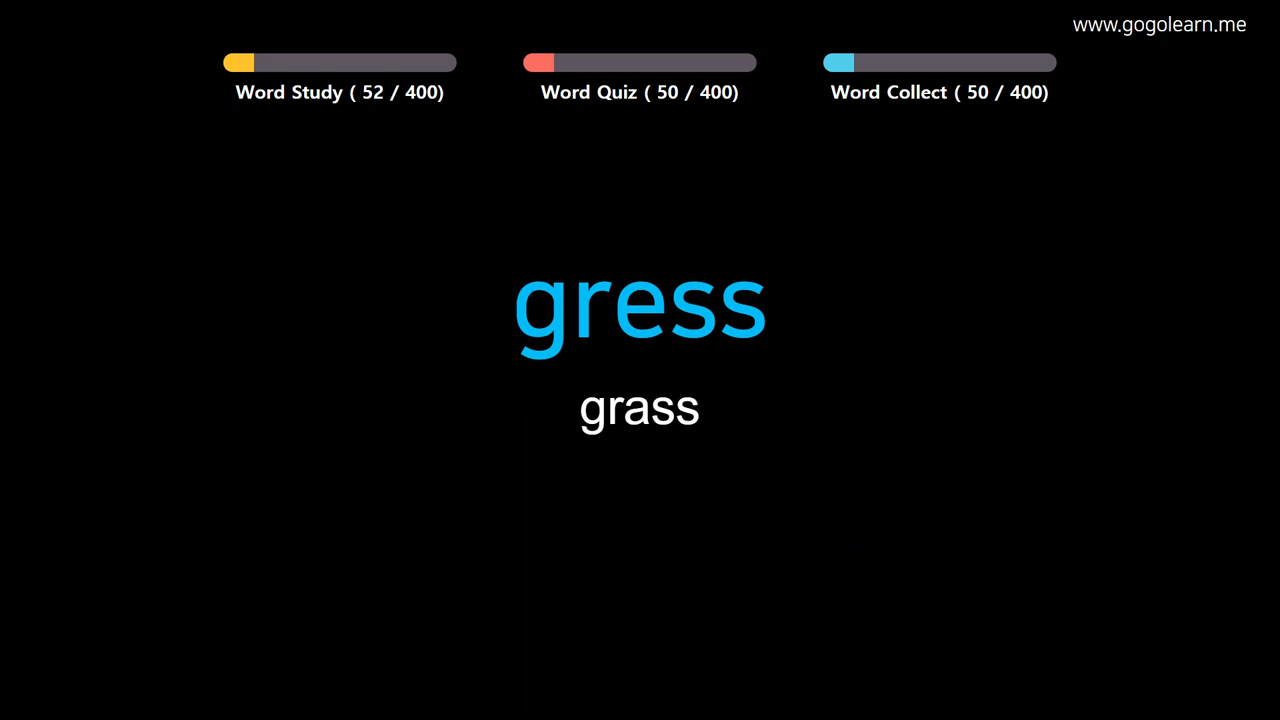 www.gogolearn.me
Word Study ( 52 / 400)
Word Quiz ( 50 / 400)
Word Collect ( 50 / 400)
gress
grass